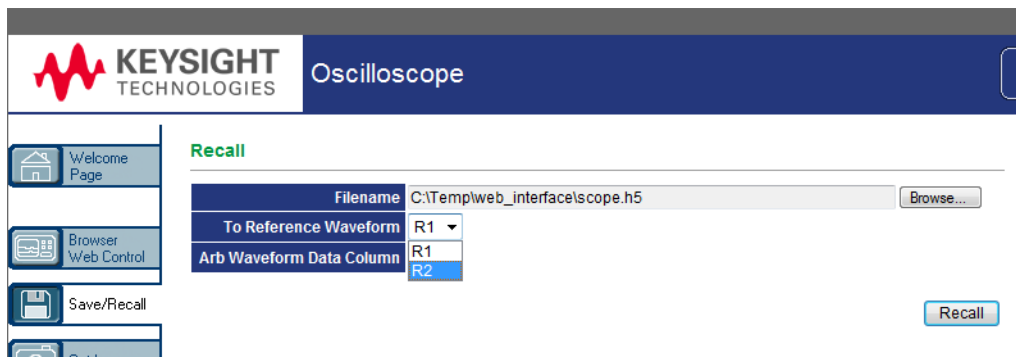 KEYSIGHT
TECHNOLOGIES
Oscilloscope
Welcome
Page
Browser
Web Control
Save/Recall
Recall
Filename C:\Temp\web_interface\scope.h5 Browse...
To Reference Waveform R1
Arb Waveform Data Column R1
R2
Recall